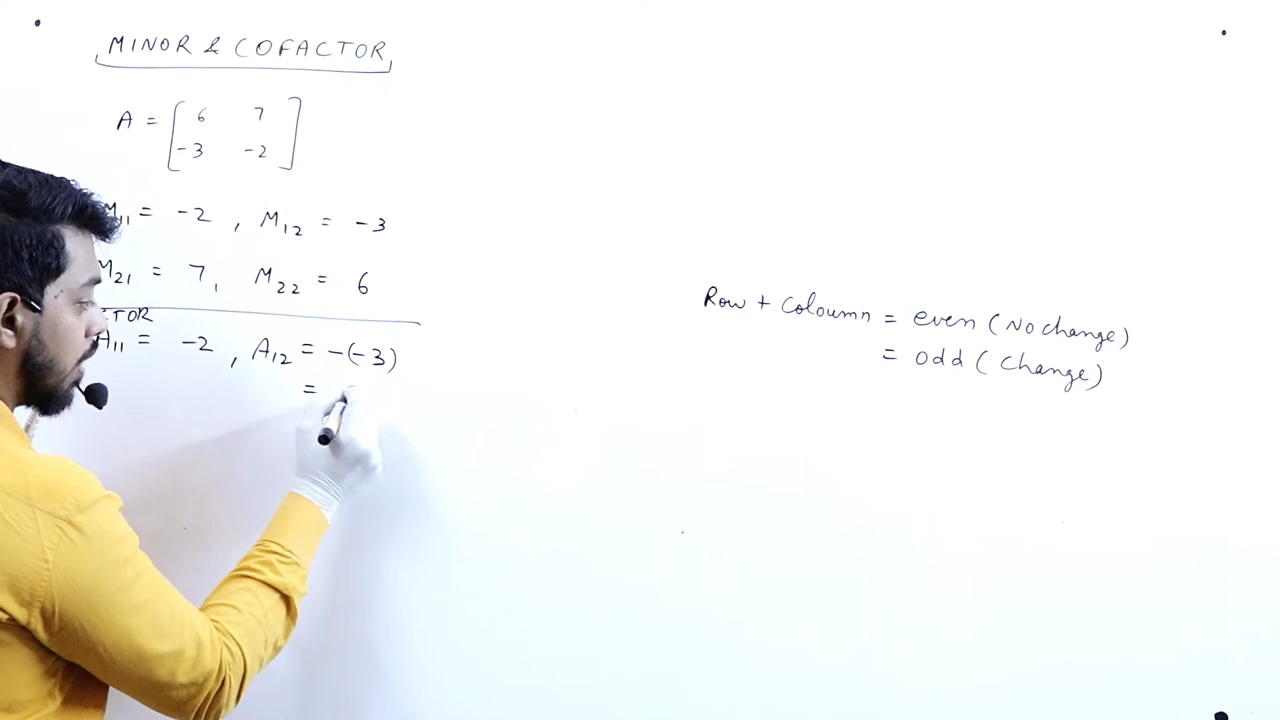 MINOR & COFACTOR
A = [ 6 7
-3 -2 ]
M11 = -2 , M12 = -3
M21 = 7, M22 = 6
A11 = -2 , A12 = -(-3)
=
Row + Coloumn = even (No change)
= odd (Change)